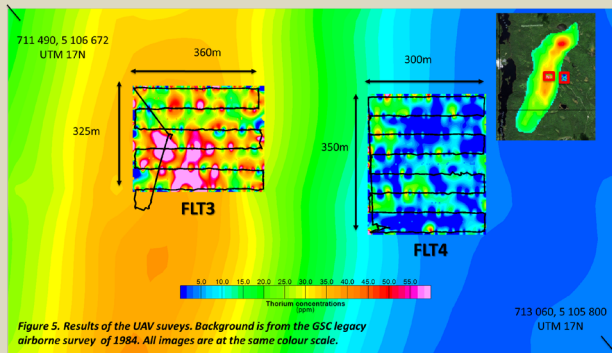 711 490, 5 106 672
UTM 17N
360m
325m
FLT3
300m
350m
FLT4
5.0 10.0 15.0 20.0 25.0 30.0 35.0 40.0 45.0 50.0 55.0
Thorium concentrations
(ppm)
713 060, 5 105 800
UTM 17N
Figure 5. Results of the UAV suveys. Background is from the GSC legacy
airborne survey of 1984. All images are at the same colour scale.